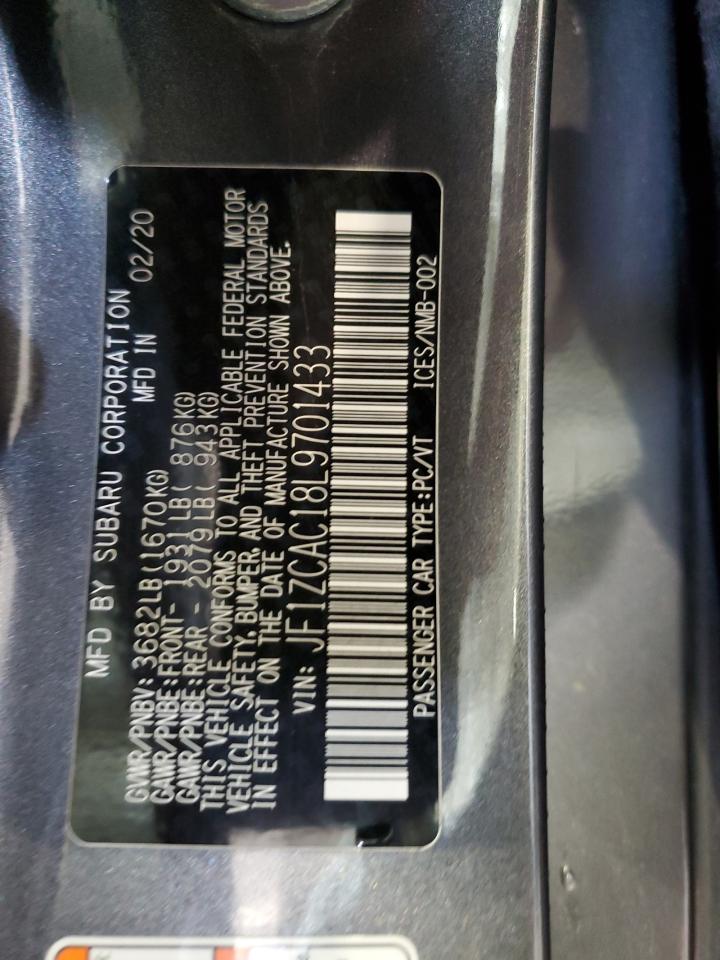 MFD BY SUBARU CORPORATION
MFD IN 02/20
GVWR/PNBV:3682LB(1670KG)
GAWR/PNBE:FRONT- 1931LB( 876KG)
GAWR/PNBE:REAR - 2079LB( 943KG)
THIS VEHICLE CONFORMS TO ALL APPLICABLE FEDERAL MOTOR
VEHICLE SAFETY, BUMPER, AND THEFT PREVENTION STANDARDS
IN EFFECT ON THE DATE OF MANUFACTURE SHOWN ABOVE.
VIN: JF1ZCAC18L9701433
PASSENGER CAR TYPE:PC/VT ICES/NMB-002